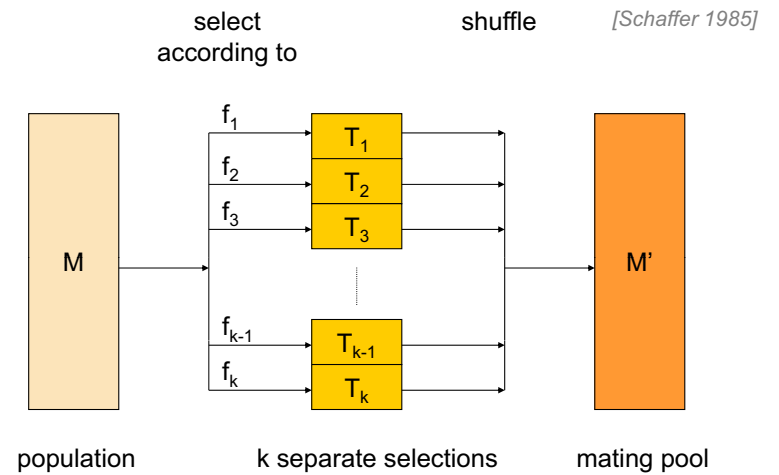 select
according to
shuffle
[Schaffer 1985]
f₁
T₁
f₂
T₂
f₃
T₃
M
M’
fₖ₋₁
Tₖ₋₁
fₖ
Tₖ
population
k separate selections
mating pool